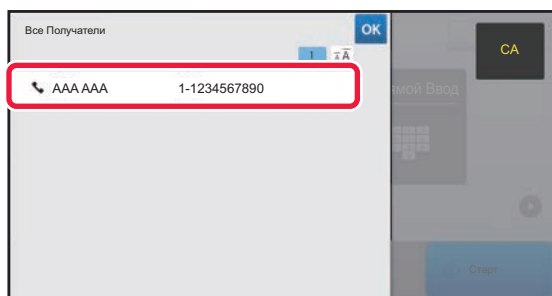 Все Получатели
OK
CA
1
AAA AAA 1-1234567890
мой Ввод
Старт